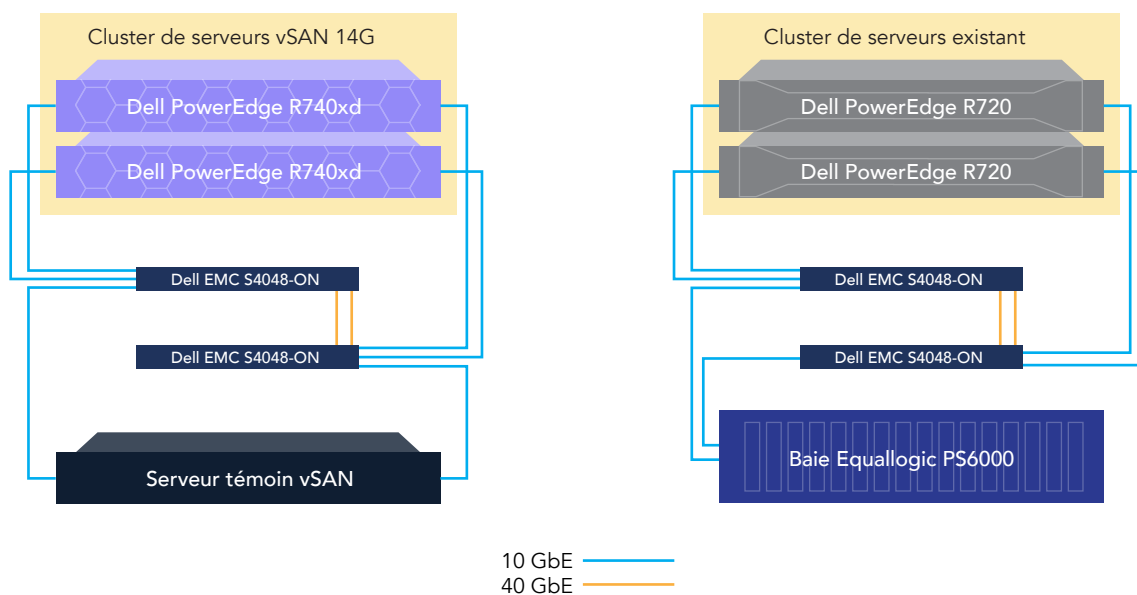 Cluster de serveurs vSAN 14G
Dell PowerEdge R740xd
Dell PowerEdge R740xd
Dell EMC S4048-ON
Dell EMC S4048-ON
Serveur témoin vSAN
Cluster de serveurs existant
Dell PowerEdge R720
Dell PowerEdge R720
Dell EMC S4048-ON
Dell EMC S4048-ON
Baie Equallogic PS6000
10 GbE
40 GbE